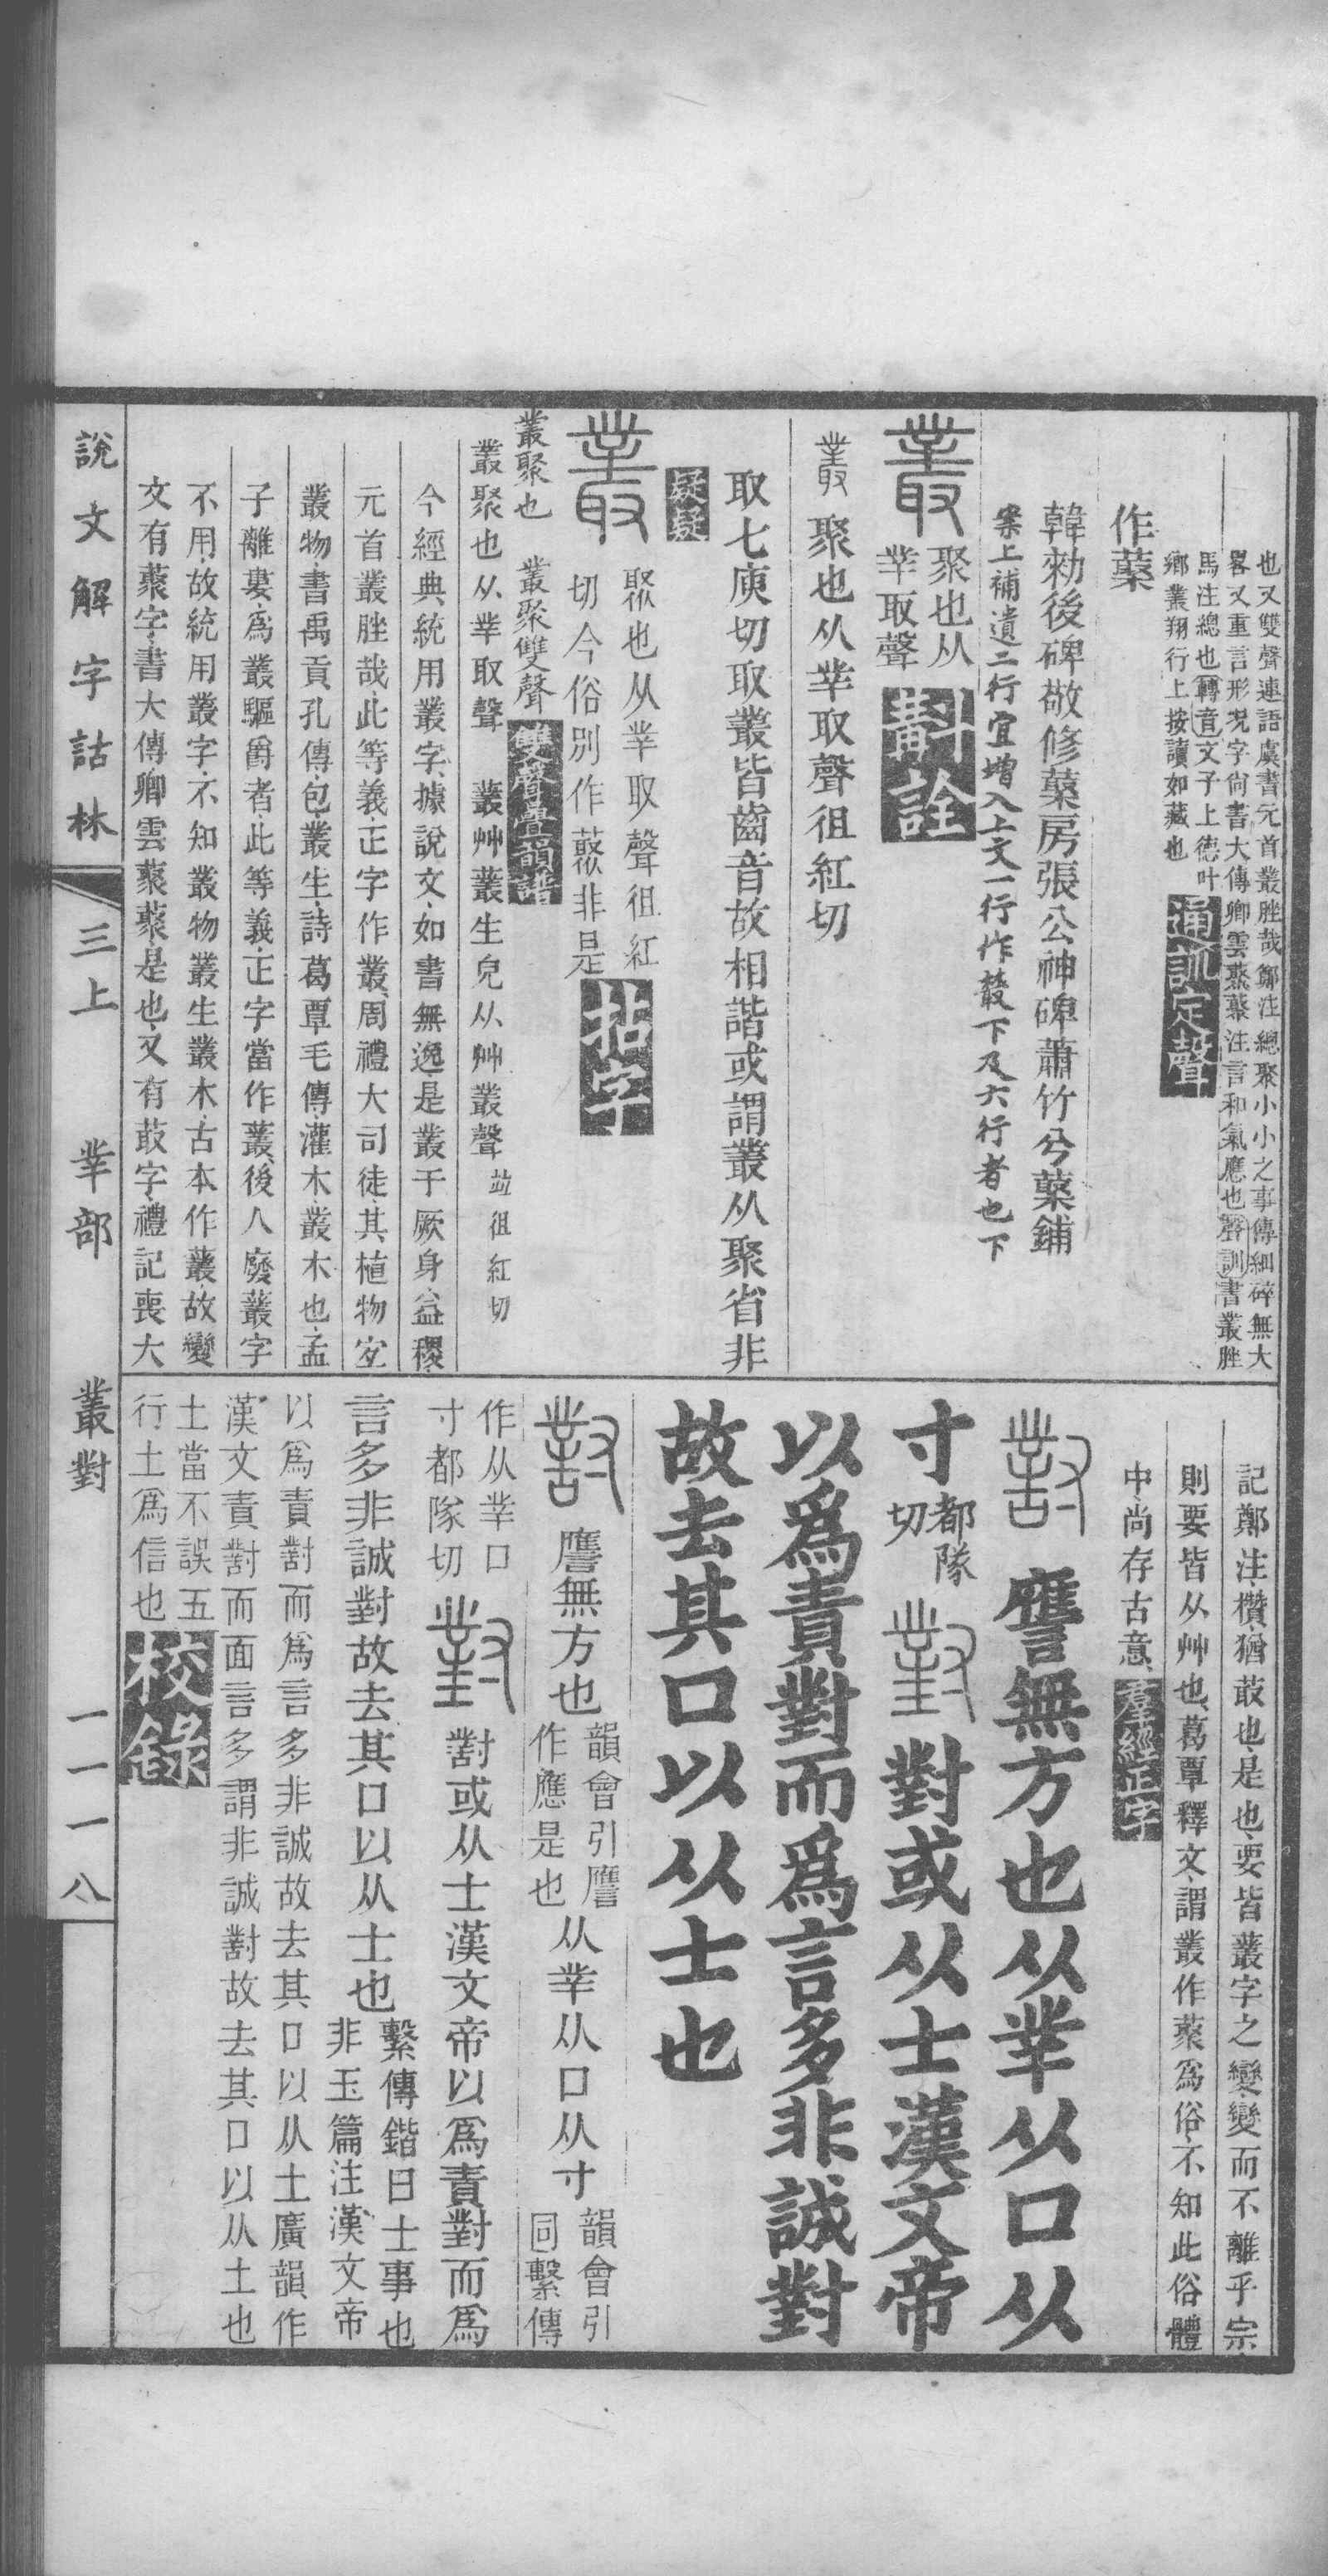 也又雙聲連語虞書元首叢脞哉鄭注總聚小小之事傳細碎無大
畧又重言形況字尙書大傳卿雲蕞蕞注言和氣應也聲訓書叢脞
馬注總也轉音文子上德叶
鄉叢翔行上按讀如藏也
通訓定聲
作藂
韓勑後碑敬修藂房張公神碑蕭竹兮藂鋪
案上補遺二行宜增入上文一行作䕺下及六行者也下
聚也从
丵取聲
斠詮
叢聚也从丵取聲徂紅切
取七庾切取叢皆齒音故相諧或謂叢从聚省非
疑疑
聚也从丵取聲徂紅
切今俗別作藂非是
拈字
叢聚也 叢聚雙聲
雙聲疊韻譜
叢聚也从丵取聲 叢艸叢生皃从艸叢聲 竝徂紅切
今經典統用叢字據說文如書無逸是叢于厥身益稷
元首叢脞哉此等義正字作叢周禮大司徒其植物宜
叢物書禹貢孔傳包叢生詩葛覃毛傳灌木叢木也孟
子離婁爲叢驅爵者此等義正字當作䕺後人廢䕺字
不用故統用叢字不知叢物叢生叢木古本作䕺故變
文有藂字書大傳卿雲藂藂是也又有菆字禮記喪大
記鄭注欑猶菆也是也要皆叢字之變變而不離乎宗
則要皆从艸也葛覃釋文謂叢作藂爲俗不知此俗體
中尚存古意
羣經正字
譍無方也从丵从口从
寸
都隊
切
對或从士漢文帝
以爲責對而爲言多非誠對
故去其口以从士也
譍無方也
韻會引譍
作應是也
从丵从口从寸
韻會引
同繫傳
作从丵口
寸都隊切
對或从士漢文帝以爲責對而爲
言多非誠對故去其口以从士也
繫傳鍇曰士事也
非玉篇注漢文帝
以爲責對而爲言多非誠故去其口以从土廣韻作
漢文責對而面言多謂非誠對故去其口以从土也
土當不誤五
行土爲信也
校錄
說文解字詁林
三上 丵部 叢對 一一一八